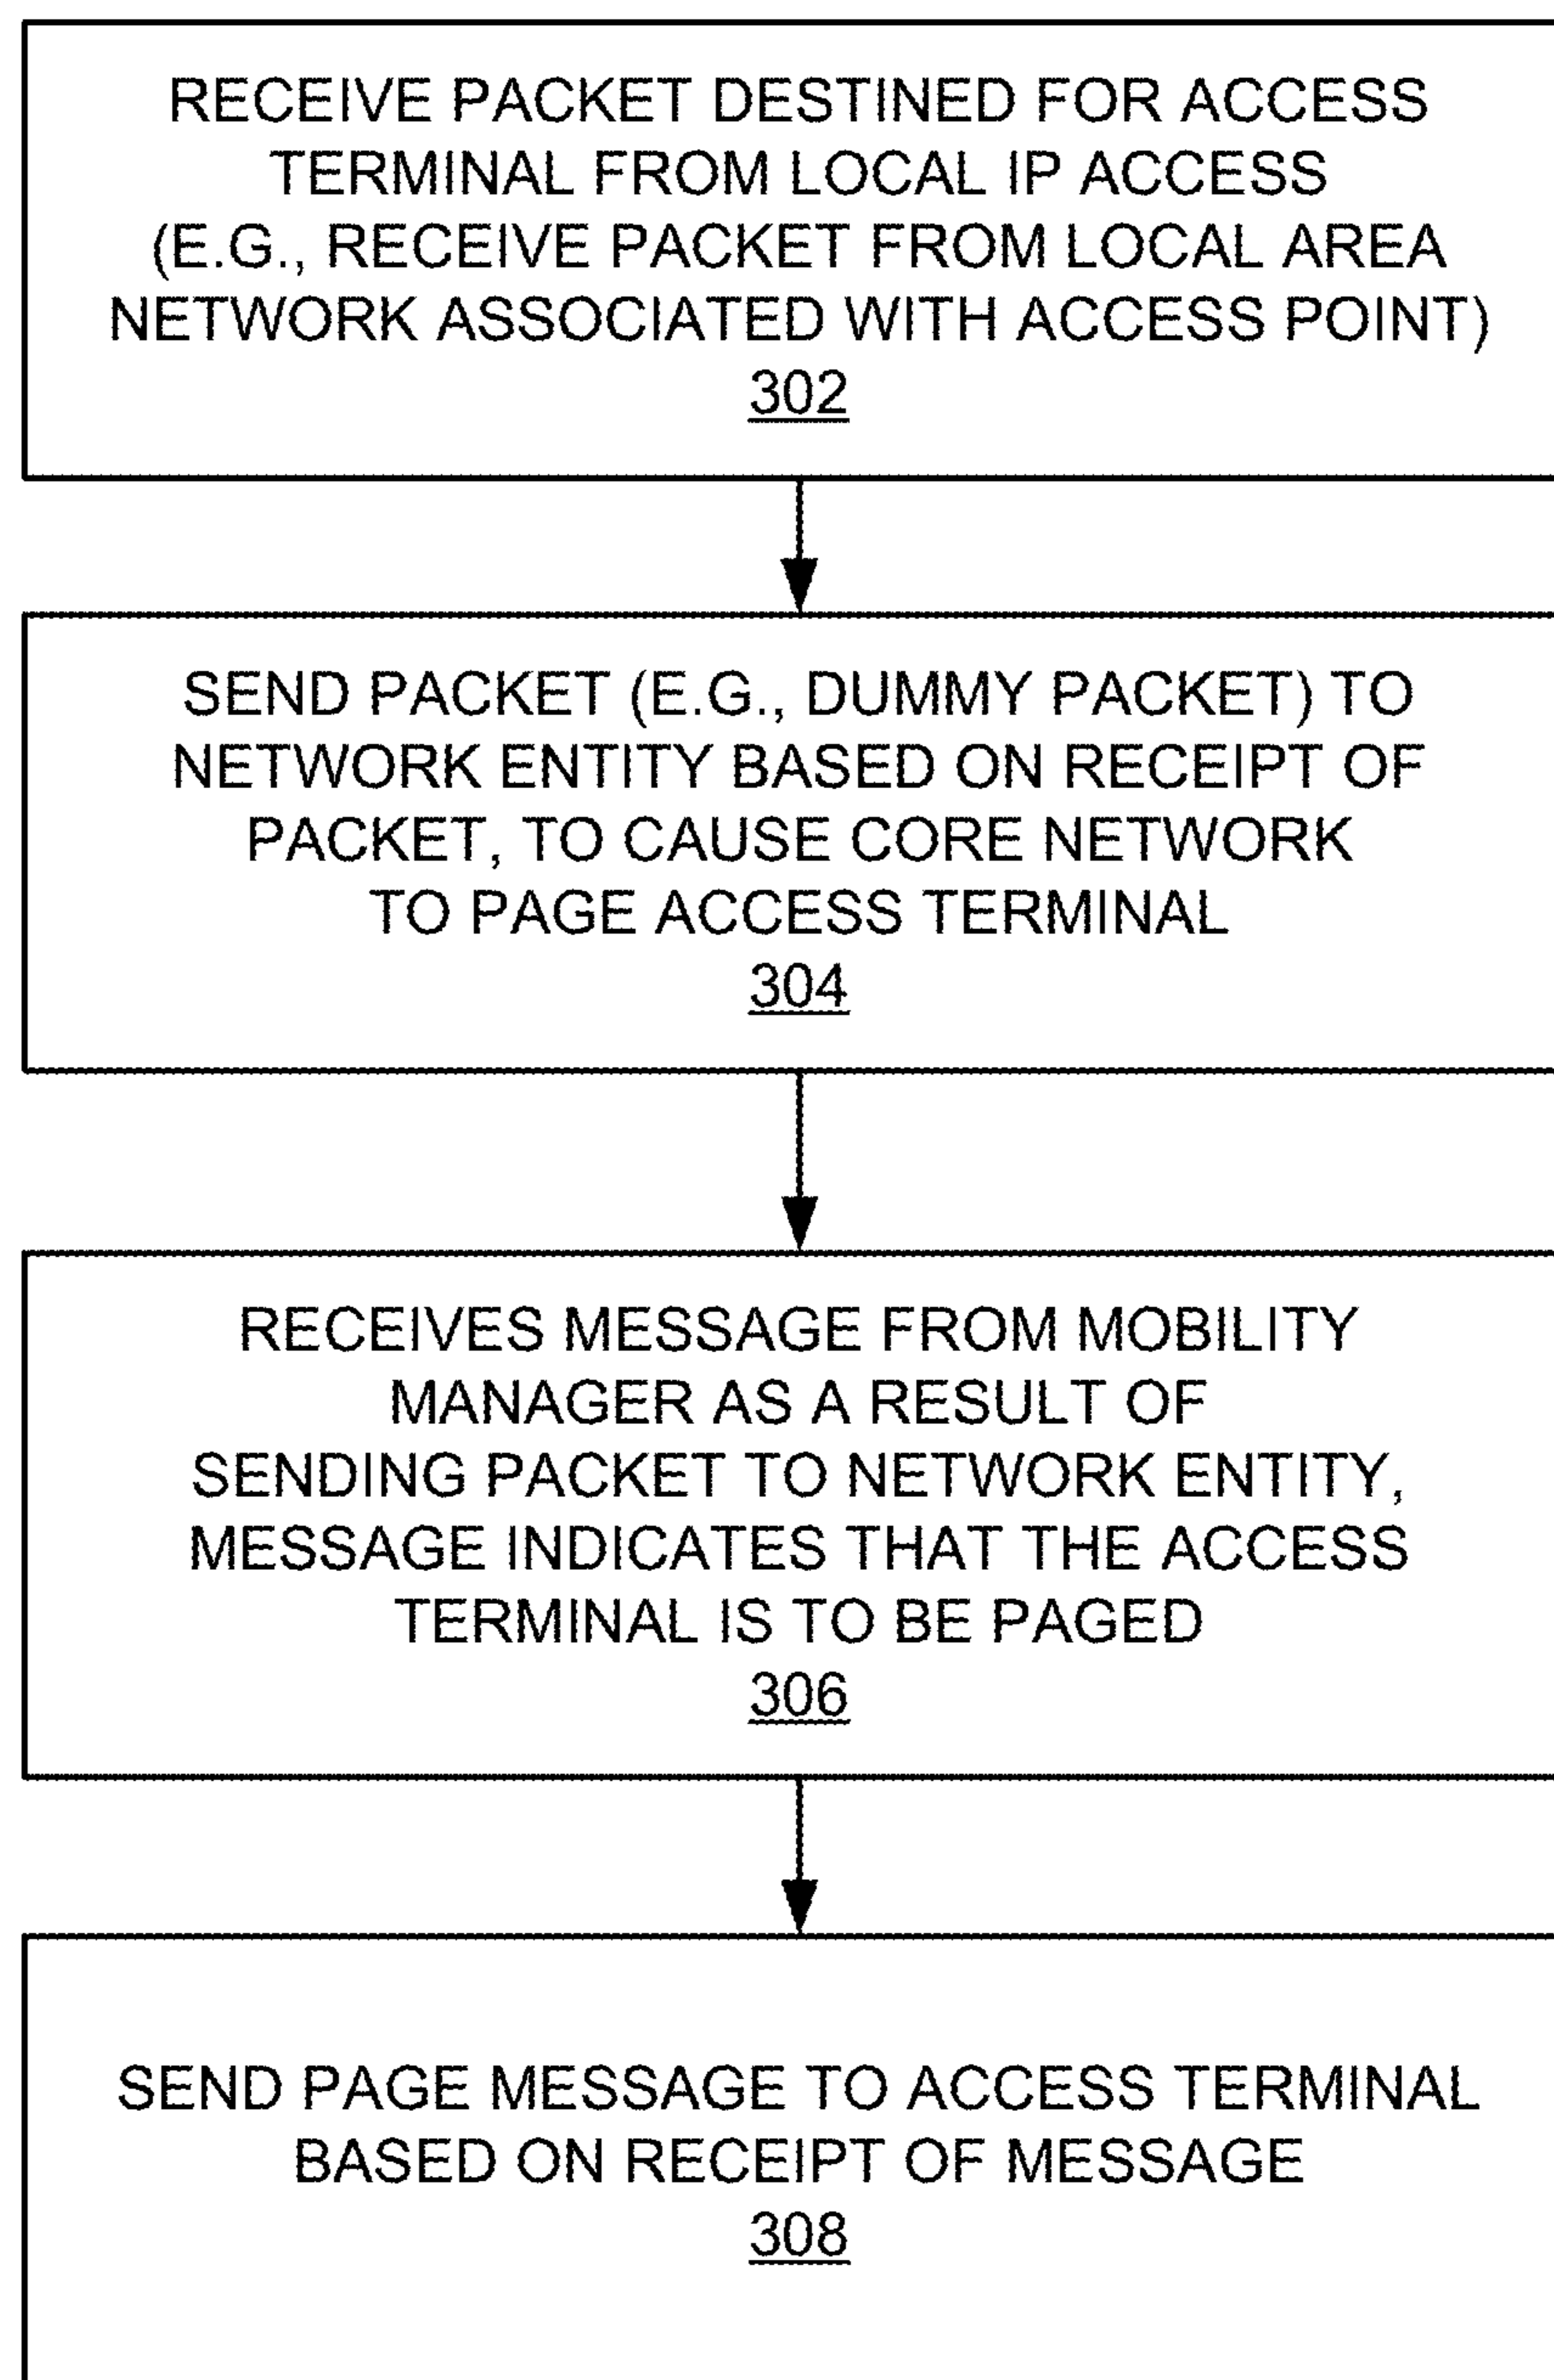 RECEIVE PACKET DESTINED FOR ACCESS
TERMINAL FROM LOCAL IP ACCESS
(E.G., RECEIVE PACKET FROM LOCAL AREA
NETWORK ASSOCIATED WITH ACCESS POINT)
302
SEND PACKET (E.G., DUMMY PACKET) TO
NETWORK ENTITY BASED ON RECEIPT OF
PACKET, TO CAUSE CORE NETWORK
TO PAGE ACCESS TERMINAL
304
RECEIVES MESSAGE FROM MOBILITY
MANAGER AS A RESULT OF
SENDING PACKET TO NETWORK ENTITY,
MESSAGE INDICATES THAT THE ACCESS
TERMINAL IS TO BE PAGED
306
SEND PAGE MESSAGE TO ACCESS TERMINAL
BASED ON RECEIPT OF MESSAGE
308